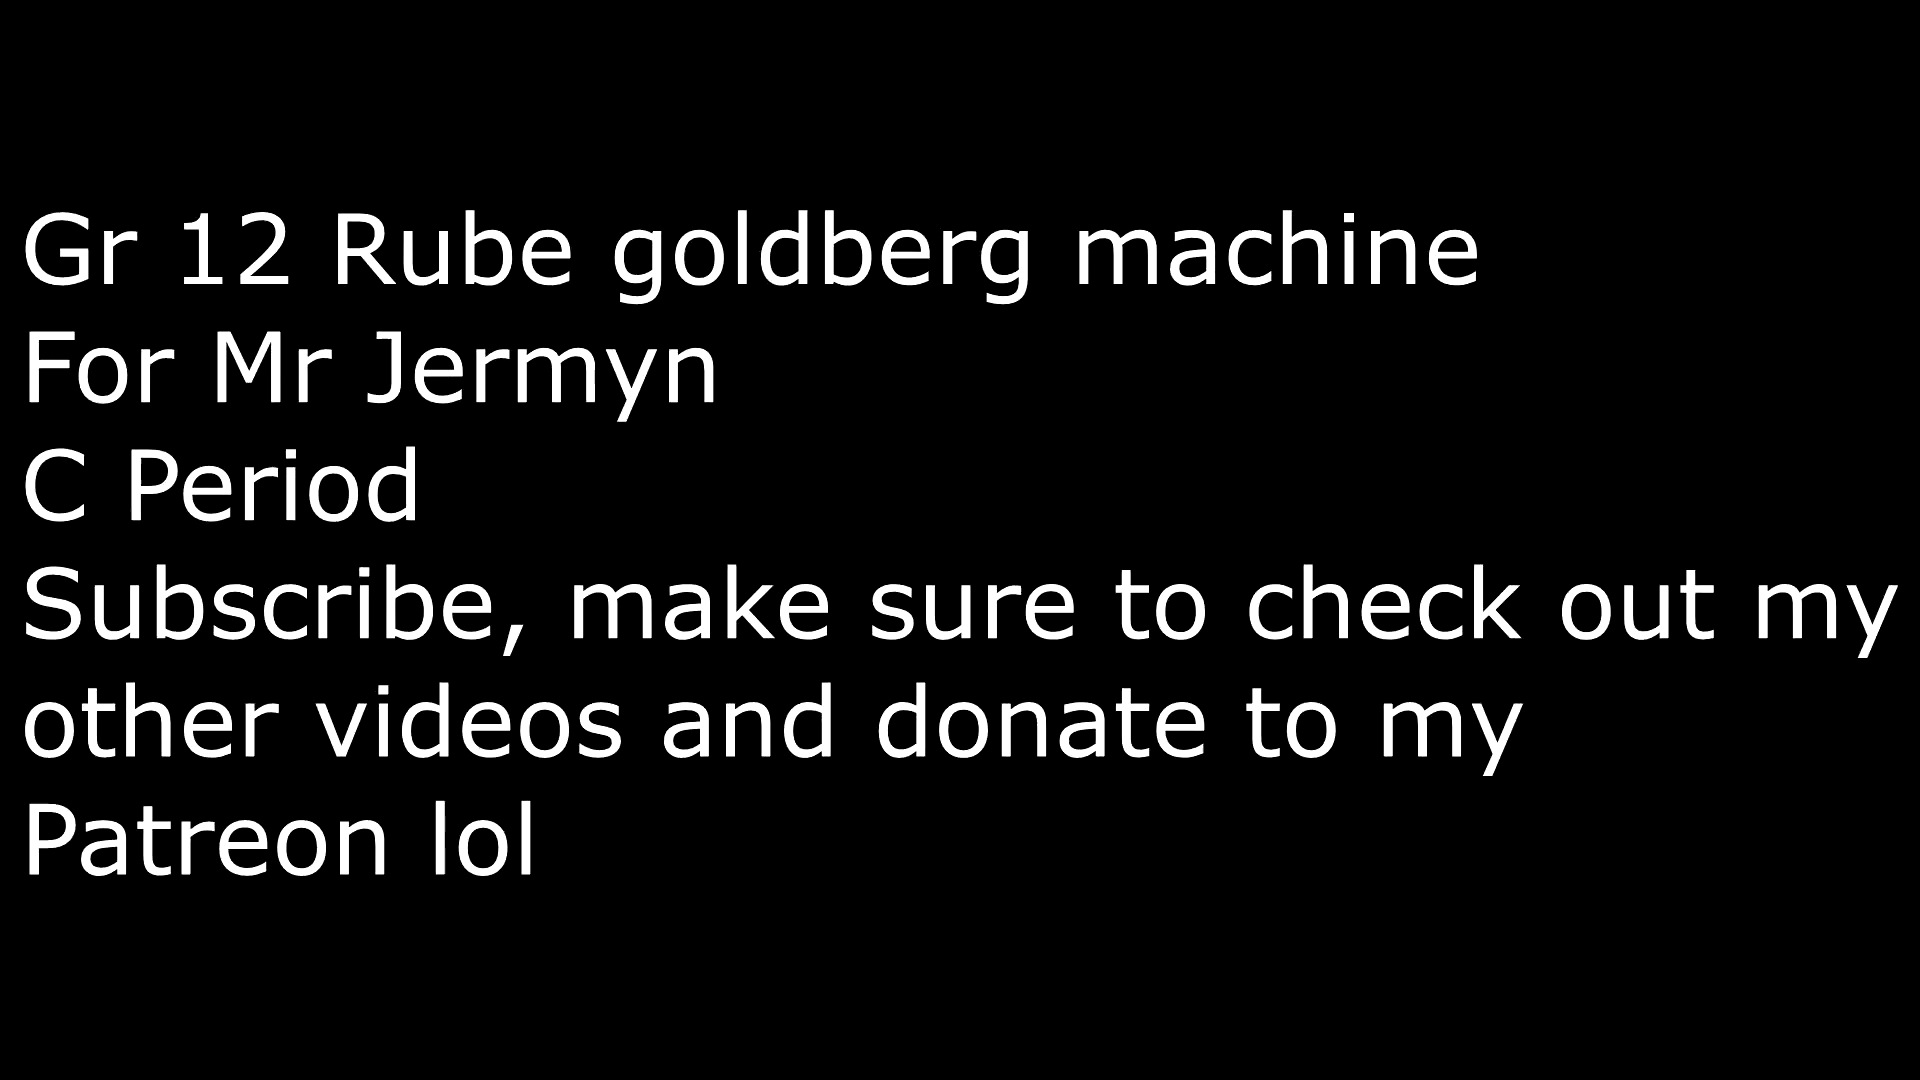 Gr 12 Rube goldberg machine
For Mr Jermyn
C Period
Subscribe, make sure to check out my
other videos and donate to my
Patreon lol